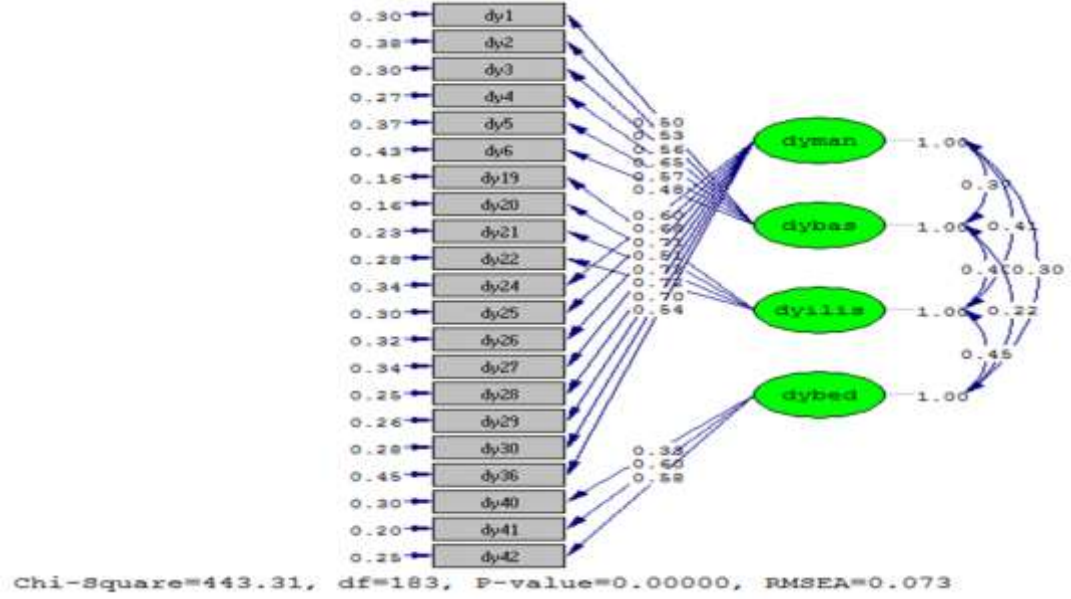 0.30 dy1
0.38 dy2
0.30 dy3
0.27 dy4
0.37 dy5
0.43 dy6
0.16 dy19
0.16 dy20
0.23 dy21
0.28 dy22
0.34 dy24
0.30 dy25
0.32 dy26
0.34 dy27
0.25 dy28
0.26 dy29
0.28 dy30
0.45 dy36
0.30 dy40
0.20 dy41
0.25 dy42
0.50
0.53
0.56
0.65
0.57
0.48
0.60
0.71
0.72
0.70
0.54
0.60
0.58
dyman 1.00
dybas 1.00
dyilis 1.00
dybed 1.00
0.37
0.41
0.40
0.30
0.22
0.45
Chi-Square=443.31, df=183, P-value=0.00000, RMSEA=0.073